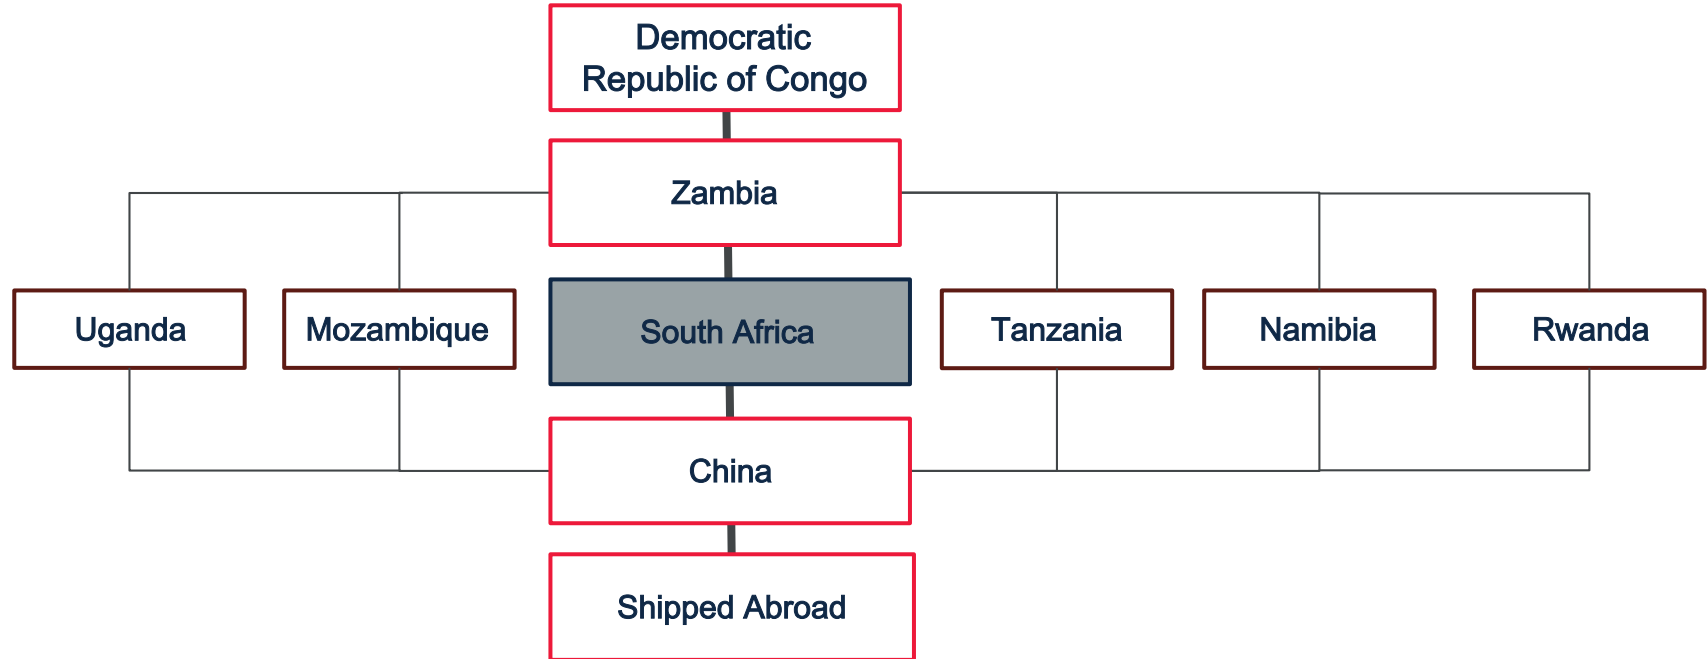 Democratic
Republic of Congo
Zambia
Uganda
Mozambique
South Africa
Tanzania
Namibia
Rwanda
China
Shipped Abroad